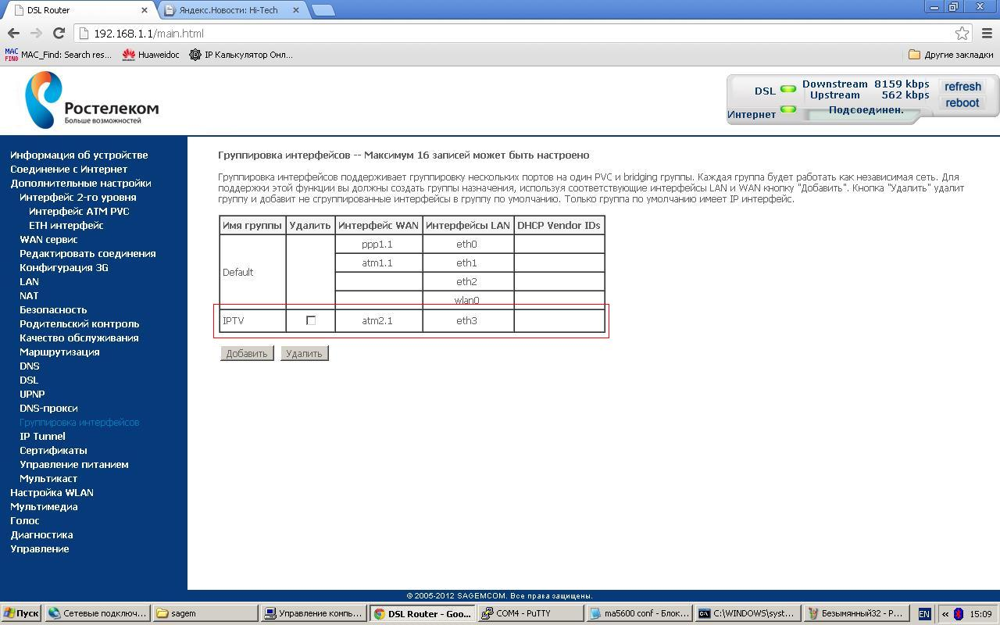 DSL Router
Яндекс.Новости: Hi-Tech
192.168.1.1/main.html
MAC FIND MAC_Find: Search res...
Huaweidoc
IP Калькулятор Онл...
Другие закладки
Ростелеком
Больше возможностей
DSL
Downstream 8159 kbps
Upstream 562 kbps
Интернет
Подсоединен.
refresh
reboot
Информация об устройстве
Соединение с Интернет
Дополнительные настройки
Интерфейс 2-го уровня
Интерфейс ATM PVC
ETH интерфейс
WAN сервис
Редактировать соединения
Конфигурация 3G
LAN
NAT
Безопасность
Родительский контроль
Качество обслуживания
Маршрутизация
DNS
DSL
UPNP
DNS-прокси
Группировка интерфейсов
IP Tunnel
Сертификаты
Управление питанием
Мультикаст
Настройка WLAN
Мультимедиа
Голос
Диагностика
Управление
Группировка интерфейсов -- Максимум 16 записей может быть настроено
Группировка интерфейсов поддерживает группировку нескольких портов на один PVC и bridging группы. Каждая группа будет работать как независимая сеть. Для
поддержки этой функции вы должны создать группы назначения, используя соответствующие интерфейсы LAN и WAN кнопку "Добавить". Кнопка "Удалить" удалит
группу и добавит не сгруппированные интерфейсы в группу по умолчанию. Только группа по умолчанию имеет IP интерфейс.
Имя группы Удалить Интерфейс WAN Интерфейсы LAN DHCP Vendor IDs
Default
ppp1.1 eth0
atm1.1 eth1
eth2
wlan0
IPTV atm2.1 eth3
Добавить Удалить
© 2005-2012 SAGEMCOM. Все права защищены.
Пуск
Сетевые подключ...
sagem
Управление компь...
DSL Router - Goo...
COM4 - PuTTY
ma5600 conf - Блок...
C:\WINDOWS\syst...
Безымянный32 - P...
EN
«
15:09